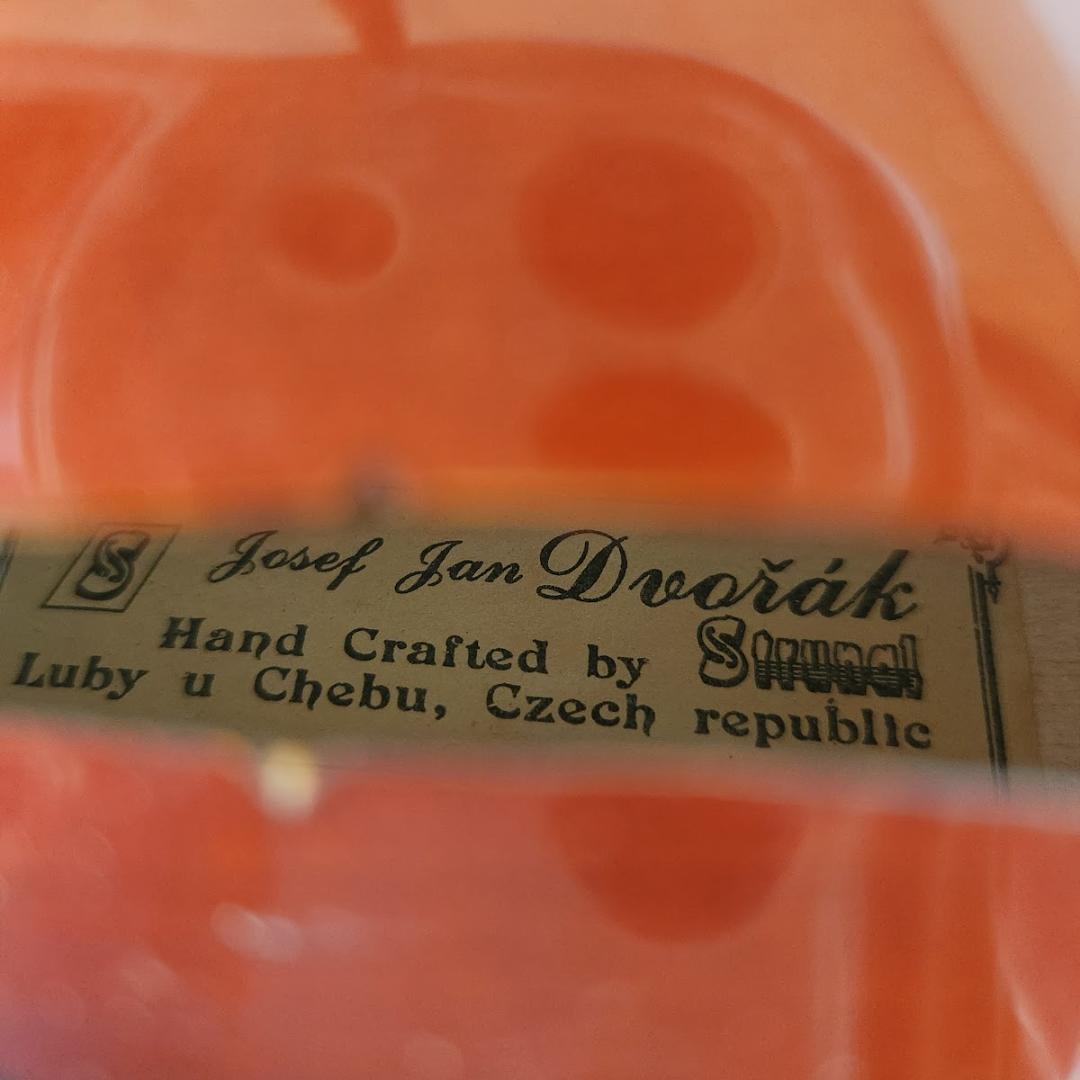 S Josef Jan Dvořák
Hand Crafted by Strunal
Luby u Chebu, Czech republic